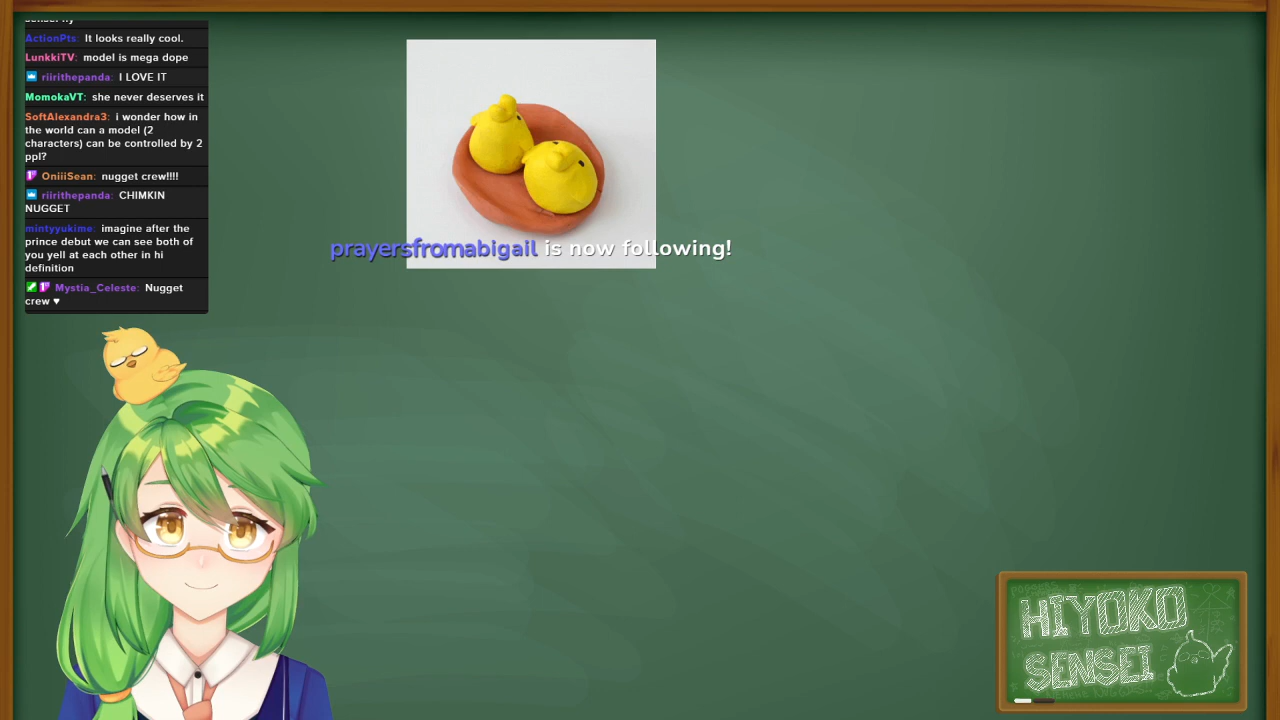 ActionPts: It looks really cool.
LunkkiTV: model is mega dope
riirithepanda: I LOVE IT
MomokaVT: she never deserves it
SoftAlexandra3: i wonder how in
the world can a model (2
characters) can be controlled by 2
ppl?
OniiiSean: nugget crew!!!!
riirithepanda: CHIMKIN
NUGGET
mintyyukime: imagine after the
prince debut we can see both of
you yell at each other in hi
definition
Mystia_Celeste: Nugget
crew ♥
prayersfromabigail is now following!
HIYOKO
SENSEI